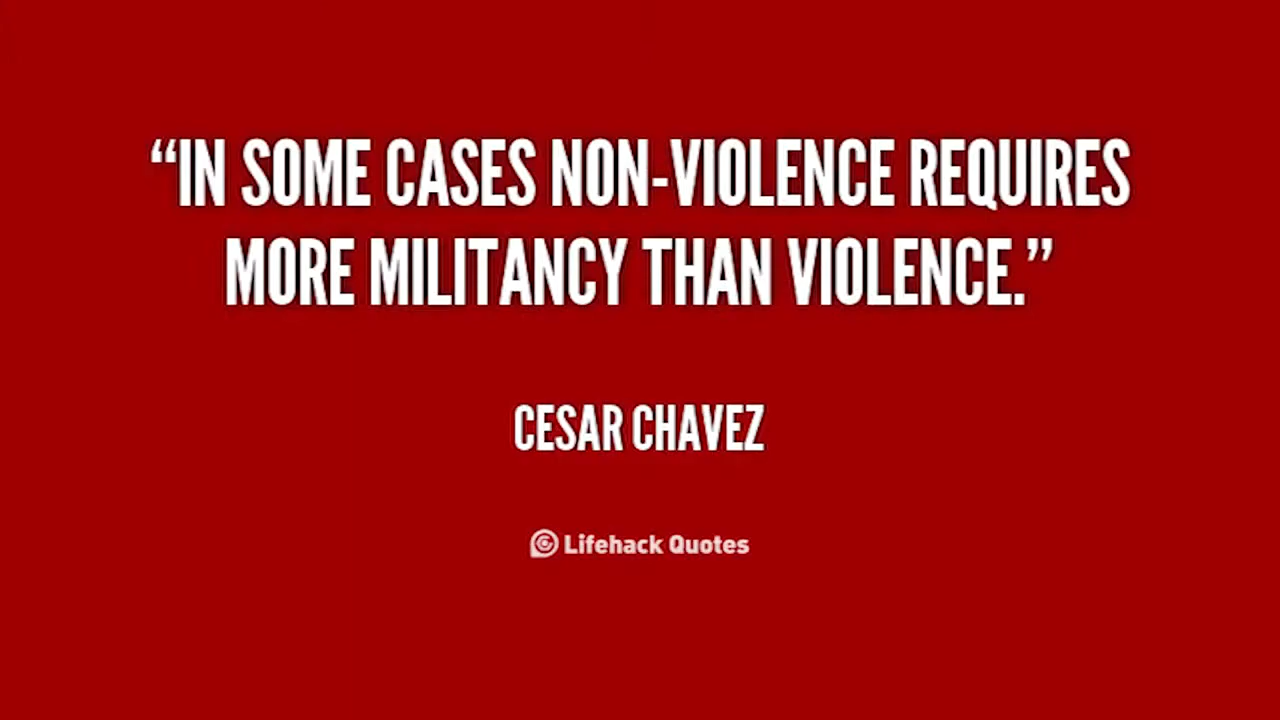 “IN SOME CASES NON-VIOLENCE REQUIRES
MORE MILITANCY THAN VIOLENCE.”
CESAR CHAVEZ
Lifehack Quotes